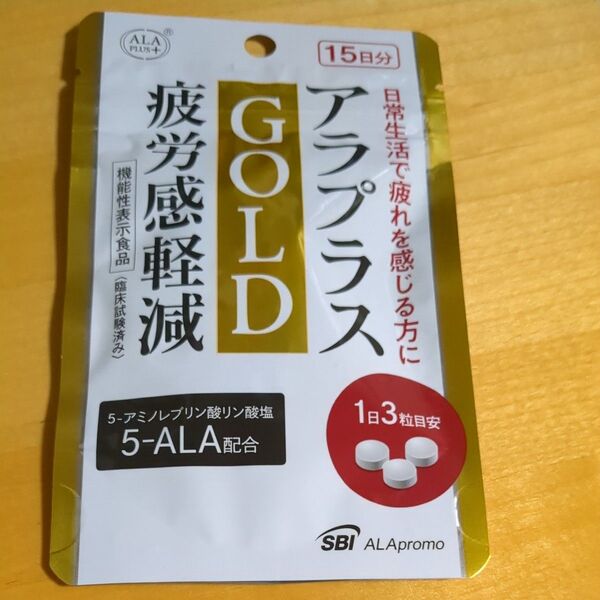 ALA
PLUS+
®
15日分
日常生活で疲れを感じる方に
アラプラス
GOLD
疲労感軽減
機能性表示食品
(臨床試験済み)
5-アミノレブリン酸リン酸塩
5-ALA配合
1日3粒目安
SBI ALApromo